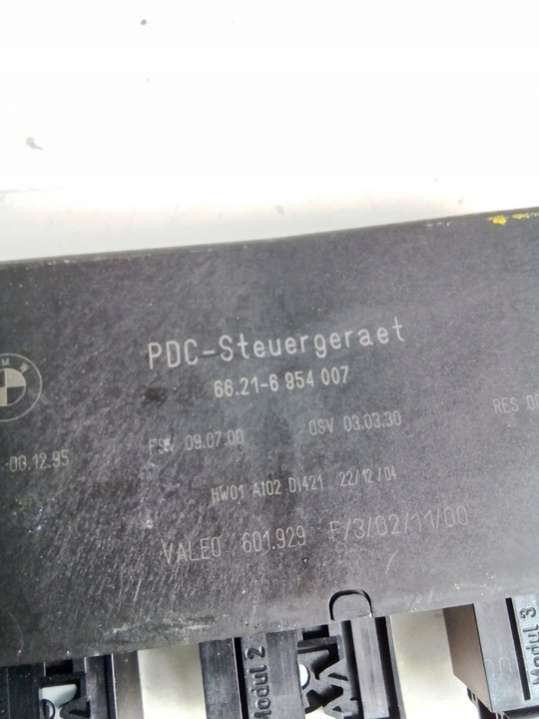 PDC-Steuergeraet
66.21-6 954 007
00.12.95 FSW 09.07.00 OSV 03.03.30 RES
HW01 A102 D1421 22/12/04
VALEO 601.929 F/3/02/11/00
Modul 2
Modul 3